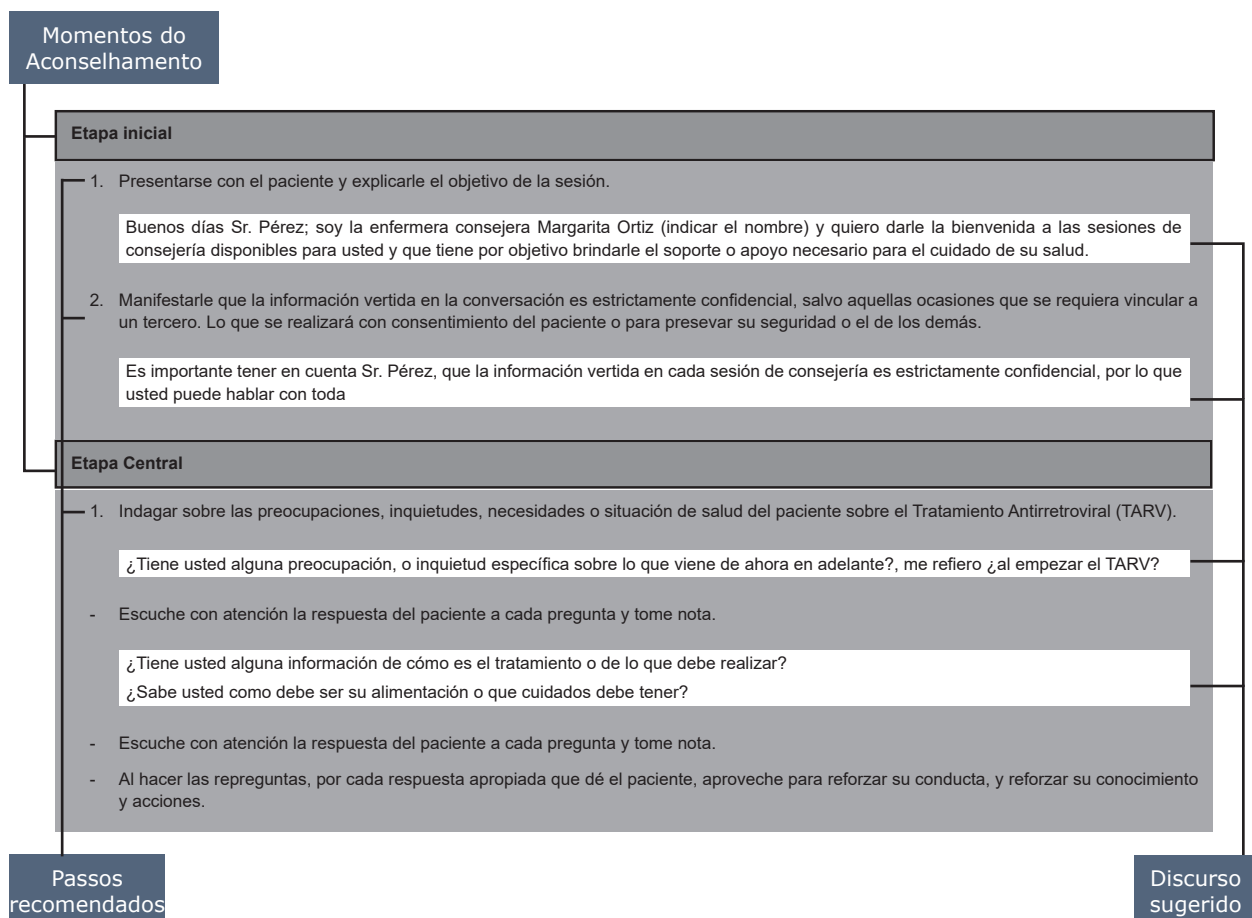 Momentos do
Aconselhamento
Etapa inicial
1. Presentarse con el paciente y explicarle el objetivo de la sesión.
Buenos días Sr. Pérez; soy la enfermera consejera Margarita Ortiz (indicar el nombre) y quiero darle la bienvenida a las sesiones de
consejería disponibles para usted y que tiene por objetivo brindarle el soporte o apoyo necesario para el cuidado de su salud.
2. Manifestarle que la información vertida en la conversación es estrictamente confidencial, salvo aquellas ocasiones que se requiera vincular a
un tercero. Lo que se realizará con consentimiento del paciente o para presevar su seguridad o el de los demás.
Es importante tener en cuenta Sr. Pérez, que la información vertida en cada sesión de consejería es estrictamente confidencial, por lo que
usted puede hablar con toda
Etapa Central
1. Indagar sobre las preocupaciones, inquietudes, necesidades o situación de salud del paciente sobre el Tratamiento Antirretroviral (TARV).
¿Tiene usted alguna preocupación, o inquietud específica sobre lo que viene de ahora en adelante?, me refiero ¿al empezar el TARV?
- Escuche con atención la respuesta del paciente a cada pregunta y tome nota.
¿Tiene usted alguna información de cómo es el tratamiento o de lo que debe realizar?
¿Sabe usted como debe ser su alimentación o que cuidados debe tener?
- Escuche con atención la respuesta del paciente a cada pregunta y tome nota.
- Al hacer las repreguntas, por cada respuesta apropiada que dé el paciente, aproveche para reforzar su conducta, y reforzar su conocimiento
y acciones.
Passos
recomendados
Discurso
sugerido